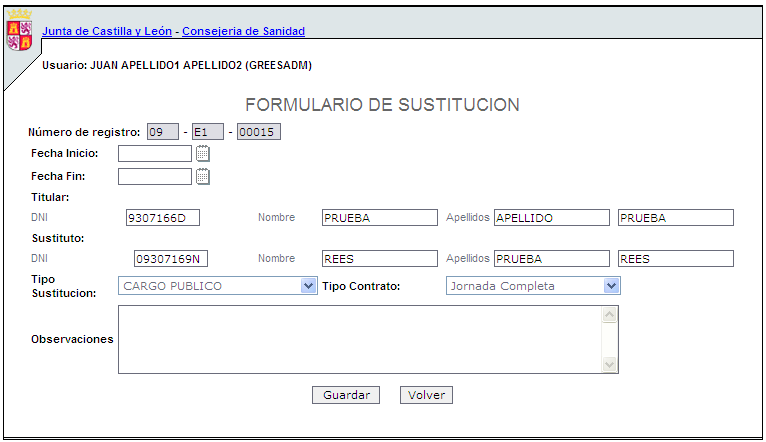 Junta de Castilla y León - Consejeria de Sanidad
Usuario: JUAN APELLIDO1 APELLIDO2 (GREESADM)
FORMULARIO DE SUSTITUCION
Número de registro: 09 - E1 - 00015
Fecha Inicio:
Fecha Fin:
Titular:
DNI 9307166D Nombre PRUEBA Apellidos APELLIDO PRUEBA
Sustituto:
DNI 09307169N Nombre REES Apellidos PRUEBA REES
Tipo Sustitucion: CARGO PUBLICO Tipo Contrato: Jornada Completa
Observaciones
Guardar Volver